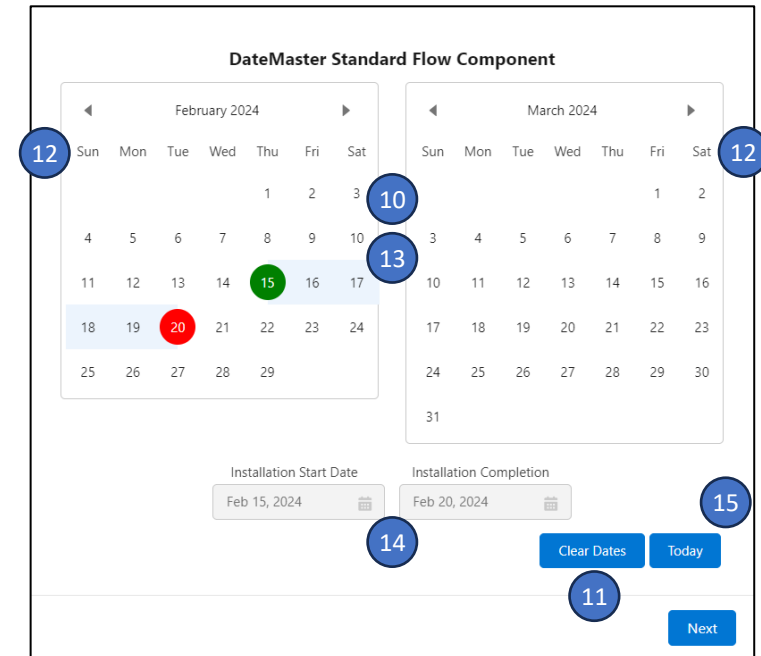 DateMaster Standard Flow Component
February 2024 March 2024
12 Sun Mon Tue Wed Thu Fri Sat Sun Mon Tue Wed Thu Fri Sat 12
1 2 3 10 1 2
4 5 6 7 8 9 10 3 4 5 6 7 8 9
13
11 12 13 14 15 16 17 10 11 12 13 14 15 16
18 19 20 21 22 23 24 17 18 19 20 21 22 23
25 26 27 28 29 24 25 26 27 28 29 30
31
Installation Start Date Installation Completion
Feb 15, 2024 Feb 20, 2024 15
14
Clear Dates Today
11
Next